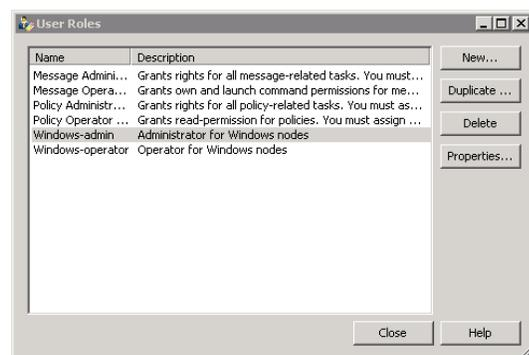 User Roles
Name Description
Message Admini... Grants rights for all message-related tasks. You must...
Message Opera... Grants own and launch command permissions for me...
Policy Administr... Grants rights for all policy-related tasks. You must as...
Policy Operator ... Grants read-permission for policies. You must assign ...
Windows-admin Administrator for Windows nodes
Windows-operator Operator for Windows nodes
New...
Duplicate ...
Delete
Properties...
Close Help